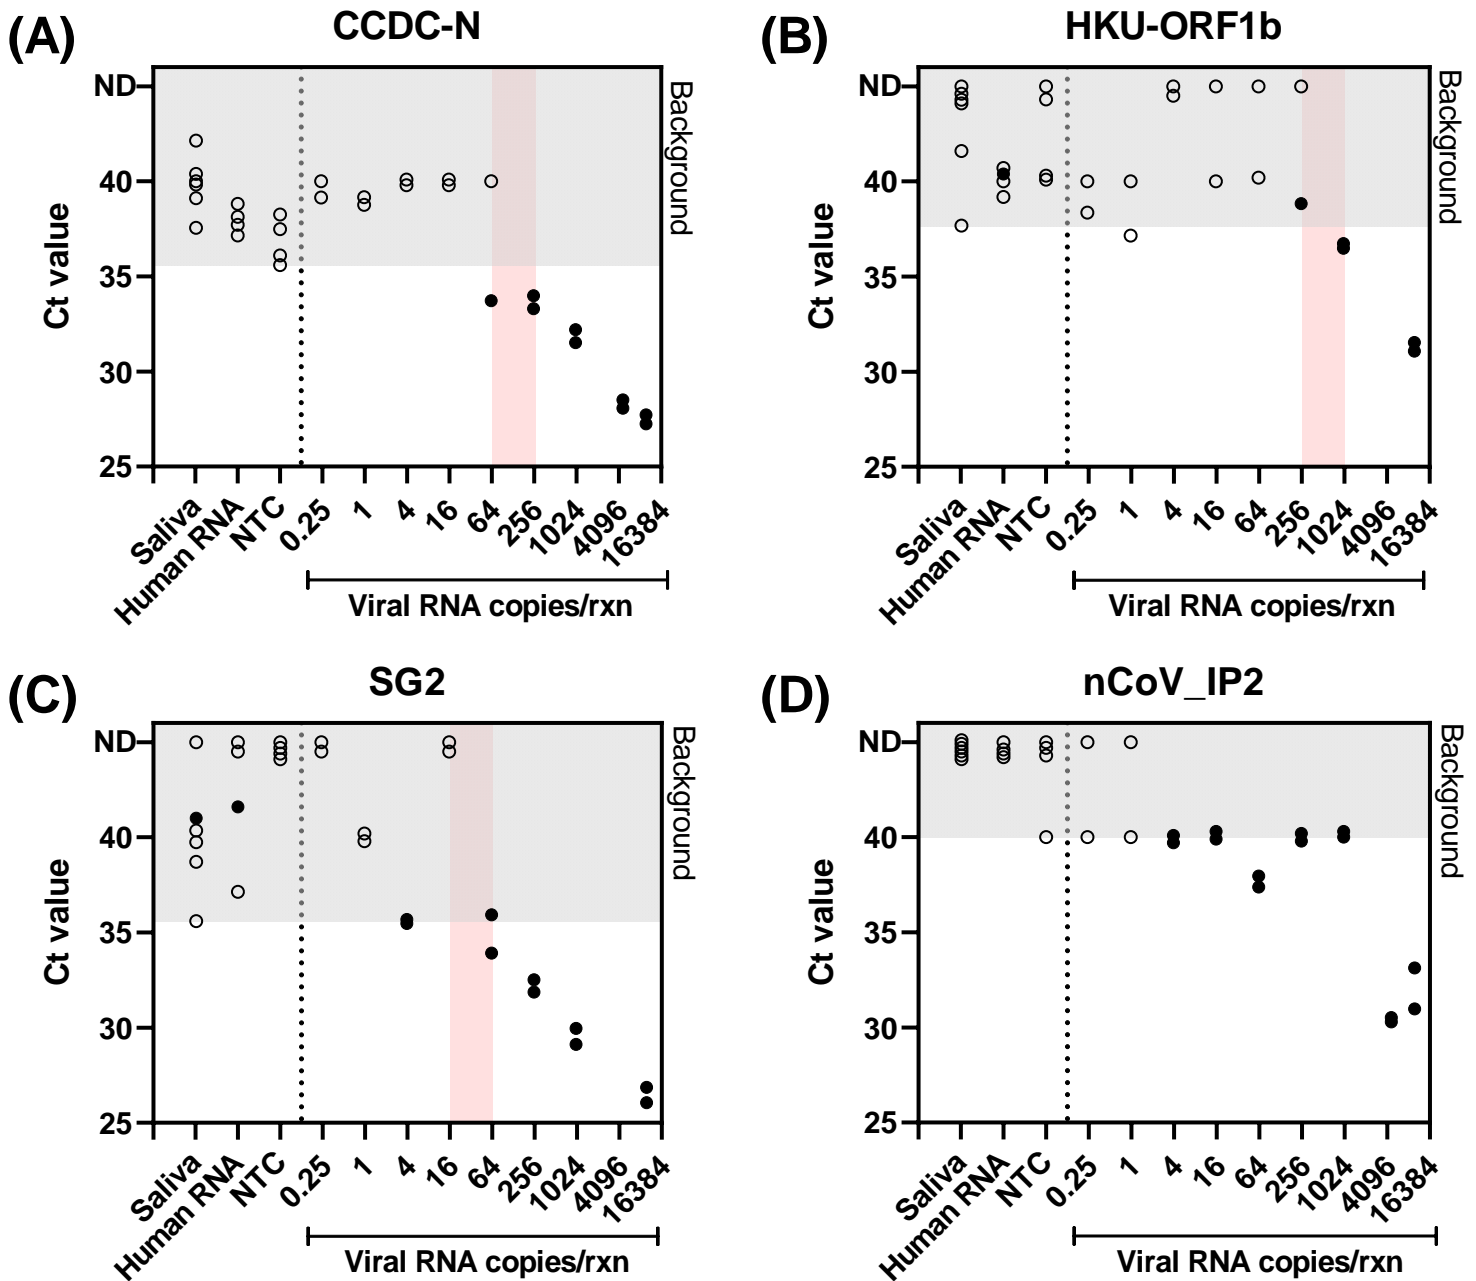 (A)
CCDC-N
ND
40
35
30
25
Ct value
Background
Saliva
Human RNA
NTC
0.25
1
4
16
64
256
1024
4096
16384
Viral RNA copies/rxn
(B)
HKU-ORF1b
ND
40
35
30
25
Ct value
Background
Saliva
Human RNA
NTC
0.25
1
4
16
64
256
1024
4096
16384
Viral RNA copies/rxn
(C)
SG2
ND
40
35
30
25
Ct value
Background
Saliva
Human RNA
NTC
0.25
1
4
16
64
256
1024
4096
16384
Viral RNA copies/rxn
(D)
nCoV_IP2
ND
40
35
30
25
Ct value
Background
Saliva
Human RNA
NTC
0.25
1
4
16
64
256
1024
4096
16384
Viral RNA copies/rxn